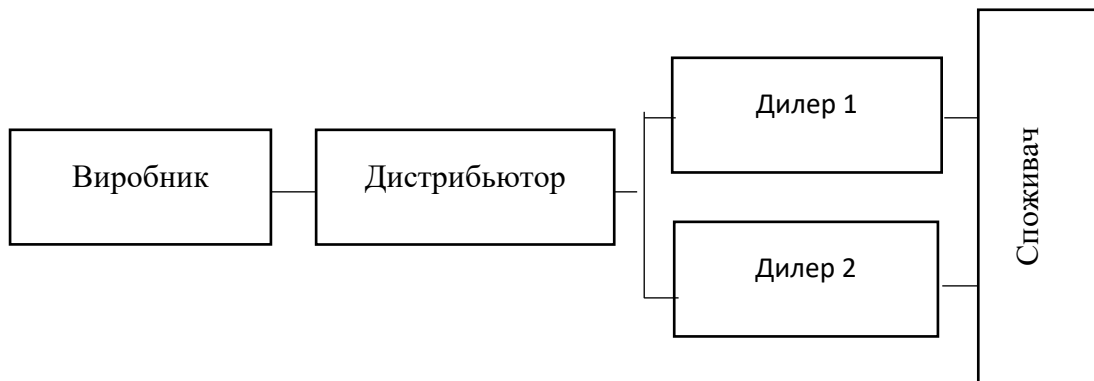 Виробник
Дистрибьютор
Дилер 1
Дилер 2
Споживач